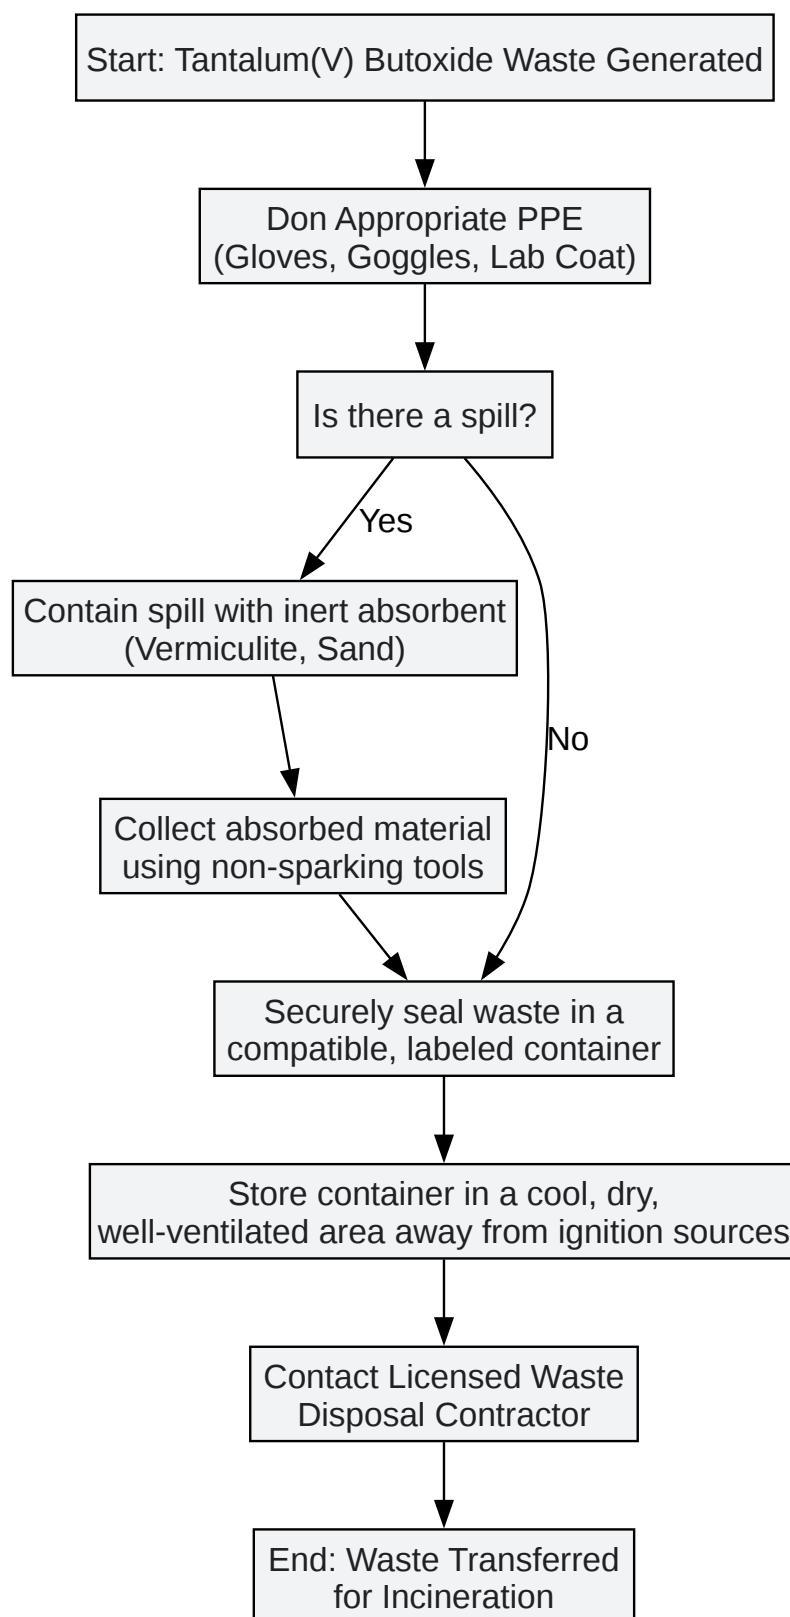 Start: Tantalum(V) Butoxide Waste Generated
Don Appropriate PPE
(Gloves, Goggles, Lab Coat)
Is there a spill?
Yes
Contain spill with inert absorbent
(Vermiculite, Sand)
No
Collect absorbed material
using non-sparking tools
Securely seal waste in a
compatible, labeled container
Store container in a cool, dry,
well-ventilated area away from ignition sources
Contact Licensed Waste
Disposal Contractor
End: Waste Transferred
for Incineration